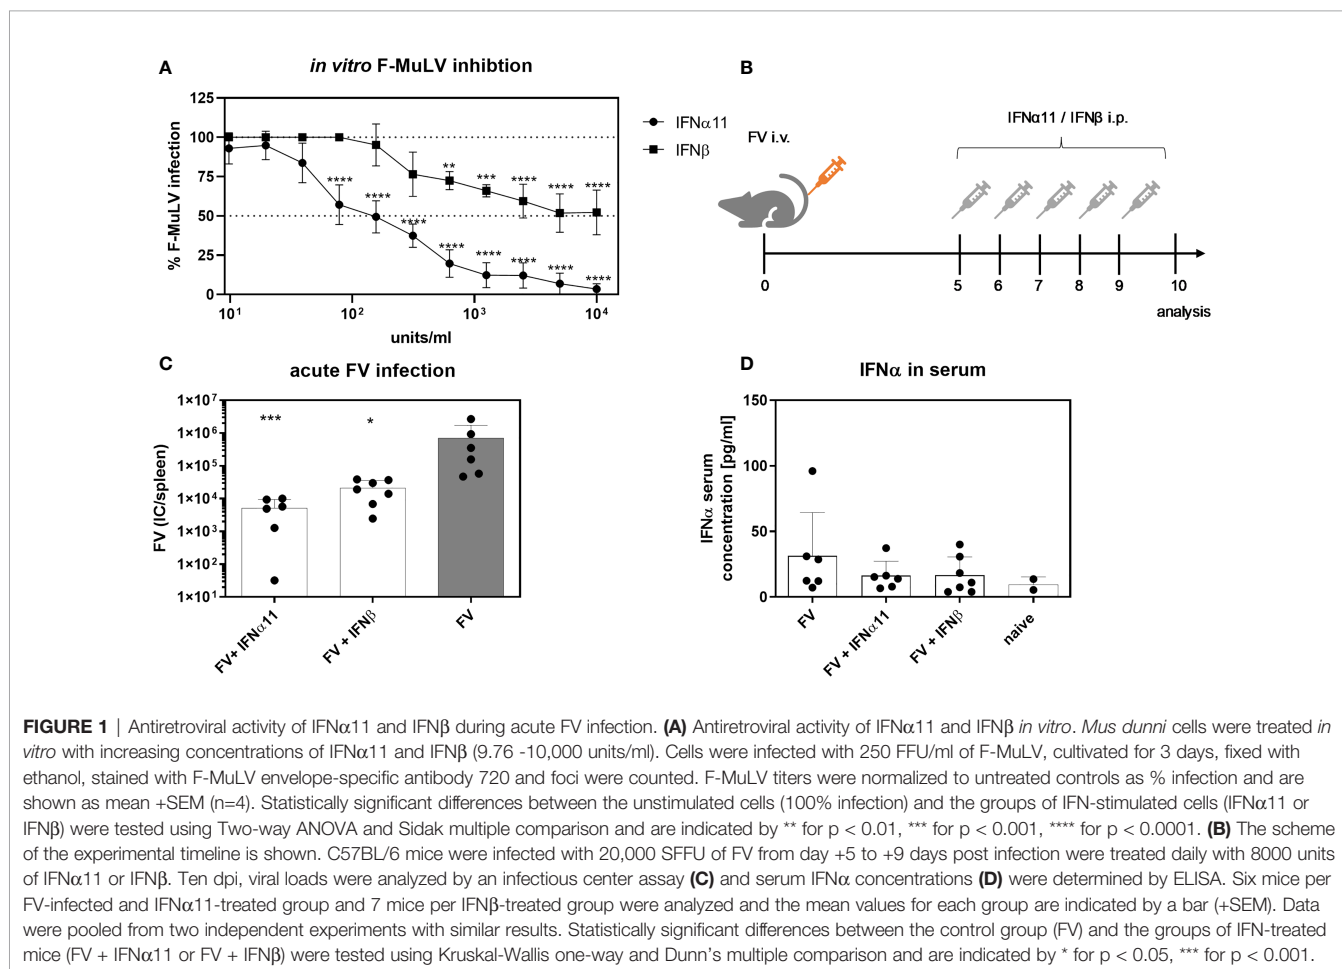 A
in vitro F-MuLV inhibtion
125
100
75
50
25
0
% F-MuLV infection
**
***
****
****
****
****
****
****
****
****
****
****
****
10¹
10²
10³
10⁴
units/ml
IFNα11
IFNβ
B
FV i.v.
IFNα11 / IFNβ i.p.
0
5
6
7
8
9
10
analysis
C
acute FV infection
1×10⁷
1×10⁶
1×10⁵
1×10⁴
1×10³
1×10²
1×10¹
FV (IC/spleen)
***
*
FV+ IFNα11
FV + IFNβ
FV
D
IFNα in serum
150
100
50
0
IFNα serum
concentration [pg/ml]
FV
FV + IFNα11
FV + IFNβ
naive
FIGURE 1 | Antiretroviral activity of IFNα11 and IFNβ during acute FV infection. (A) Antiretroviral activity of IFNα11 and IFNβ in vitro. Mus dunni cells were treated in
vitro with increasing concentrations of IFNα11 and IFNβ (9.76 -10,000 units/ml). Cells were infected with 250 FFU/ml of F-MuLV, cultivated for 3 days, fixed with
ethanol, stained with F-MuLV envelope-specific antibody 720 and foci were counted. F-MuLV titers were normalized to untreated controls as % infection and are
shown as mean +SEM (n=4). Statistically significant differences between the unstimulated cells (100% infection) and the groups of IFN-stimulated cells (IFNα11 or
IFNβ) were tested using Two-way ANOVA and Sidak multiple comparison and are indicated by ** for p < 0.01, *** for p < 0.001, **** for p < 0.0001. (B) The scheme
of the experimental timeline is shown. C57BL/6 mice were infected with 20,000 SFFU of FV from day +5 to +9 days post infection were treated daily with 8000 units
of IFNα11 or IFNβ. Ten dpi, viral loads were analyzed by an infectious center assay (C) and serum IFNα concentrations (D) were determined by ELISA. Six mice per
FV-infected and IFNα11-treated group and 7 mice per IFNβ-treated group were analyzed and the mean values for each group are indicated by a bar (+SEM). Data
were pooled from two independent experiments with similar results. Statistically significant differences between the control group (FV) and the groups of IFN-treated
mice (FV + IFNα11 or FV + IFNβ) were tested using Kruskal-Wallis one-way and Dunn's multiple comparison and are indicated by * for p < 0.05, *** for p < 0.001.